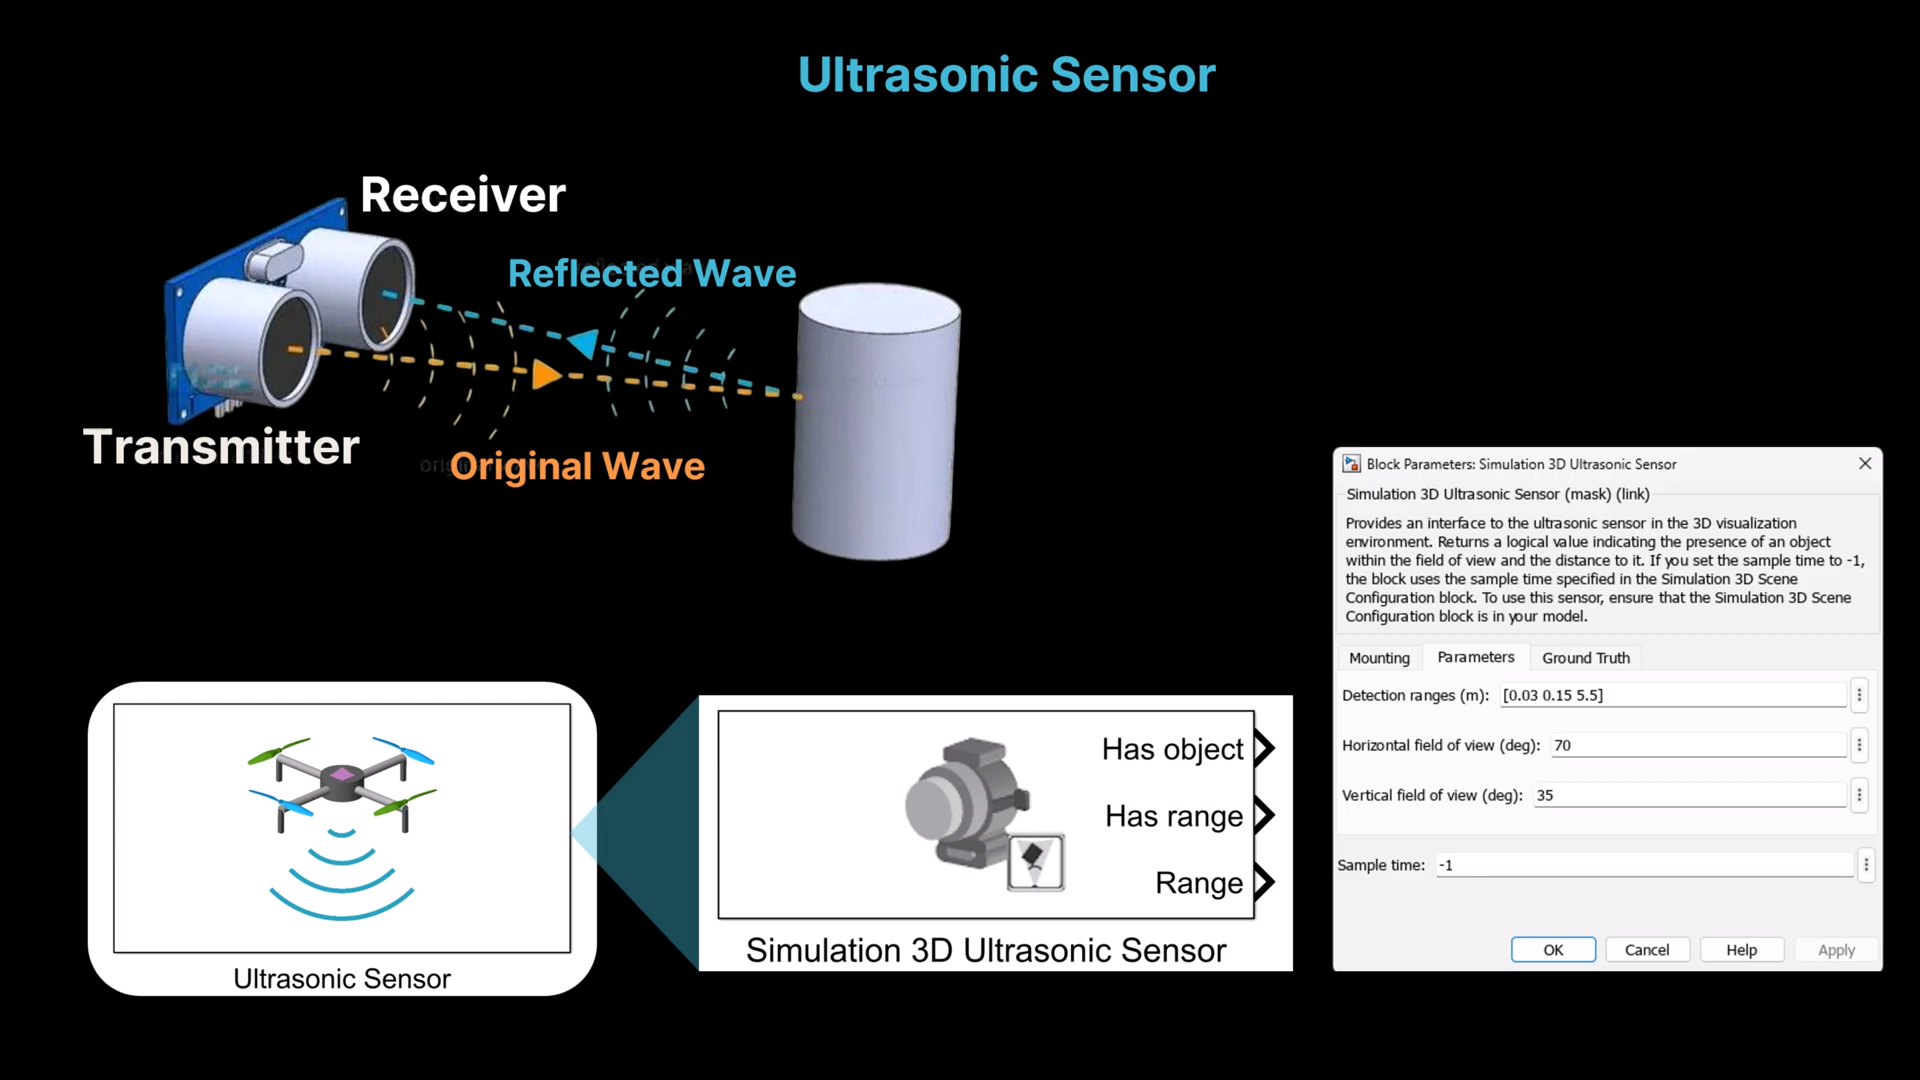 Ultrasonic Sensor
Receiver
Reflected Wave
Transmitter
Original Wave
Ultrasonic Sensor
Has object
Has range
Range
Simulation 3D Ultrasonic Sensor
Block Parameters: Simulation 3D Ultrasonic Sensor
Simulation 3D Ultrasonic Sensor (mask) (link)
Provides an interface to the ultrasonic sensor in the 3D visualization
environment. Returns a logical value indicating the presence of an object
within the field of view and the distance to it. If you set the sample time to -1,
the block uses the sample time specified in the Simulation 3D Scene
Configuration block. To use this sensor, ensure that the Simulation 3D Scene
Configuration block is in your model.
Mounting Parameters Ground Truth
Detection ranges (m): [0.03 0.15 5.5]
Horizontal field of view (deg): 70
Vertical field of view (deg): 35
Sample time: -1
OK Cancel Help Apply